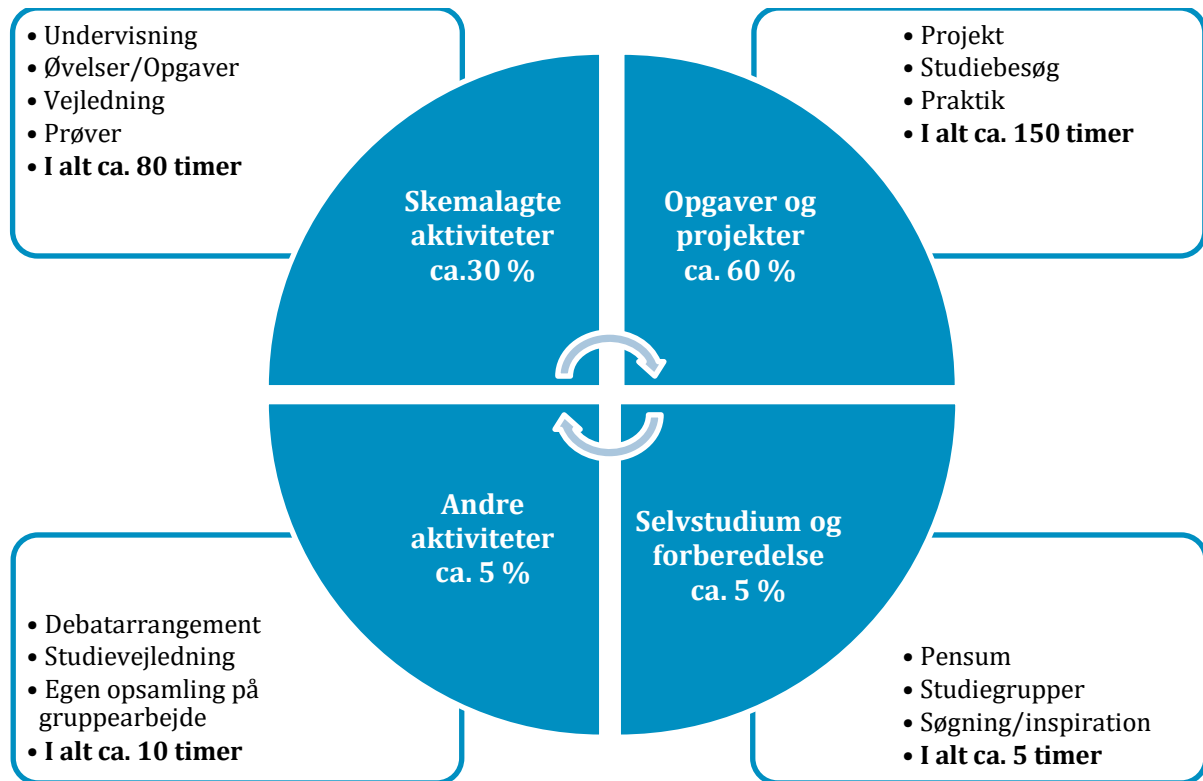 • Undervisning
• Øvelser/Opgaver
• Vejledning
• Prøver
• I alt ca. 80 timer
• Projekt
• Studiebesøg
• Praktik
• I alt ca. 150 timer
Skemalagte
aktiviteter
ca.30 %
Opgaver og
projekter
ca. 60 %
Andre
aktiviteter
ca. 5 %
Selvstudium og
forberedelse
ca. 5 %
• Debatarrangement
• Studievejledning
• Egen opsamling på
gruppearbejde
• I alt ca. 10 timer
• Pensum
• Studiegrupper
• Søgning/inspiration
• I alt ca. 5 timer